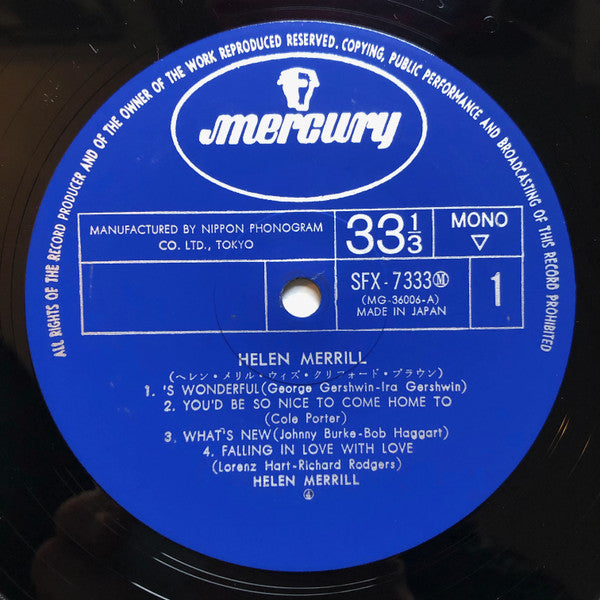 ALL RIGHTS OF THE RECORD PRODUCER AND OF THE OWNER OF THE WORK REPRODUCED RESERVED. COPYING, PUBLIC PERFORMANCE AND BROADCASTING OF THIS RECORD PROHIBITED
mercury
MANUFACTURED BY NIPPON PHONOGRAM
CO. LTD., TOKYO
33 1/3
MONO
▽
SFX-7333Ⓜ
(MG-36006-A)
MADE IN JAPAN
1
HELEN MERRILL
(ヘレン・メリル・ウィズ・クリフォード・ブラウン)
1. 'S WONDERFUL(George Gershwin-Ira Gershwin)
2. YOU'D BE SO NICE TO COME HOME TO
(Cole Porter)
3. WHAT'S NEW(Johnny Burke-Bob Haggart)
4. FALLING IN LOVE WITH LOVE
(Lorenz Hart-Richard Rodgers)
HELEN MERRILL